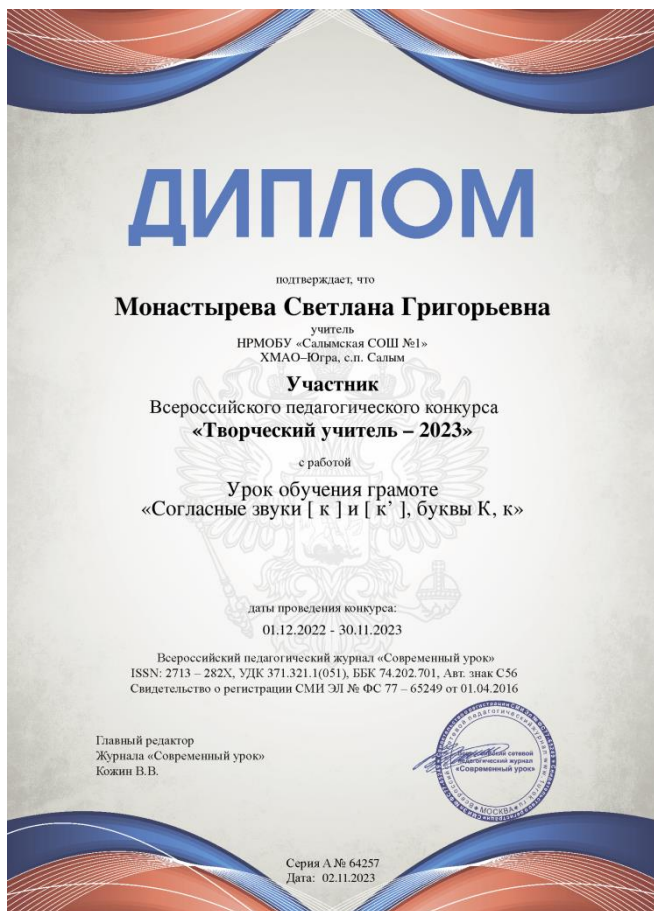 ДИПЛОМ
подтверждает, что
Монастырева Светлана Григорьевна
учитель
НРМОБУ «Салымская СОШ №1»
ХМАО–Югра, с.п. Салым
Участник
Всероссийского педагогического конкурса
«Творческий учитель – 2023»
с работой
Урок обучения грамоте
«Согласные звуки [ к ] и [ к’ ], буквы К, к»
даты проведения конкурса:
01.12.2022 - 30.11.2023
Всероссийский педагогический журнал «Современный урок»
ISSN: 2713 – 282X, УДК 371.321.1(051), ББК 74.202.701, Авт. знак С56
Свидетельство о регистрации СМИ ЭЛ № ФС 77 – 65249 от 01.04.2016
Главный редактор
Журнала «Современный урок»
Кожин В.В.
сетевой
педагогический журнал
«Современный урок»
МОСКВА
Серия А № 64257
Дата: 02.11.2023